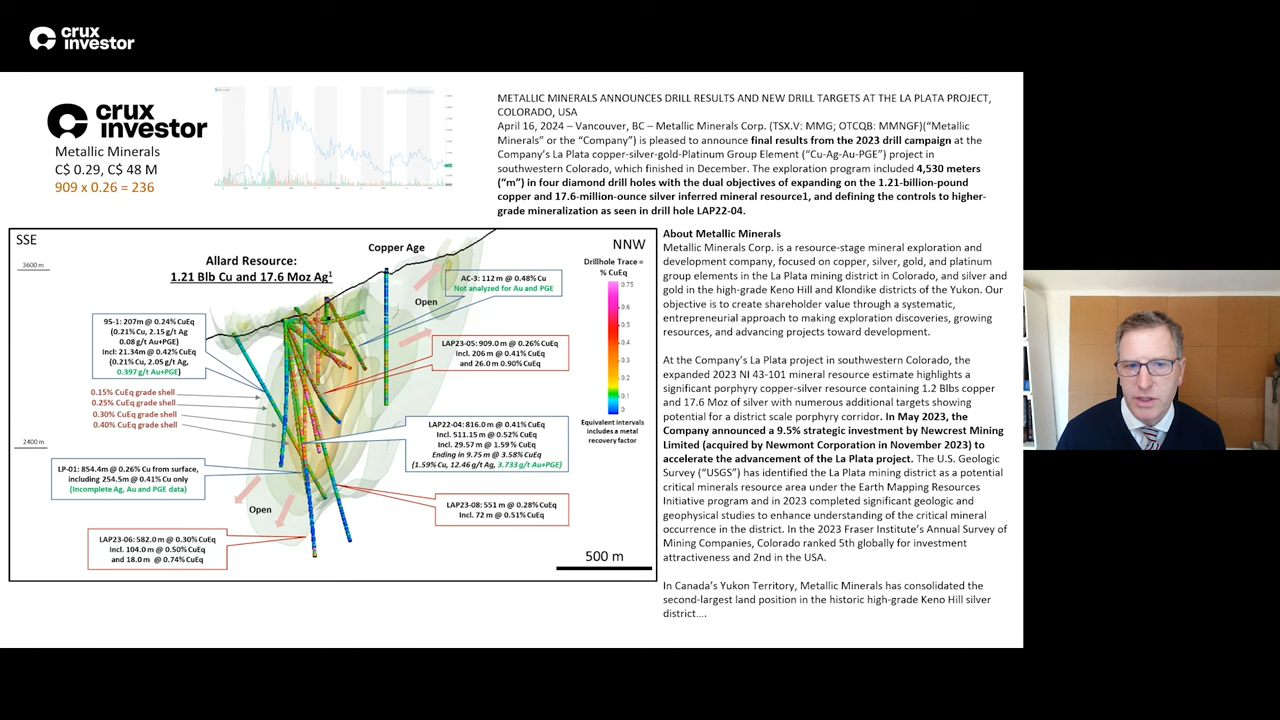 crux
investor
crux
investor
Metallic Minerals
C$ 0.29, C$ 48 M
909 x 0.26 = 236
METALLIC MINERALS ANNOUNCES DRILL RESULTS AND NEW DRILL TARGETS AT THE LA PLATA PROJECT,
COLORADO, USA
April 16, 2024 – Vancouver, BC – Metallic Minerals Corp. (TSX.V: MMG; OTCQB: MMNGF)("Metallic
Minerals" or the "Company") is pleased to announce final results from the 2023 drill campaign at the
Company's La Plata copper-silver-gold-Platinum Group Element ("Cu-Ag-Au-PGE") project in
southwestern Colorado, which finished in December. The exploration program included 4,530 meters
("m") in four diamond drill holes with the dual objectives of expanding on the 1.21-billion-pound
copper and 17.6-million-ounce silver inferred mineral resource1, and defining the controls to higher-
grade mineralization as seen in drill hole LAP22-04.
SSE
3600 m
Allard Resource:
1.21 Blb Cu and 17.6 Moz Ag1
Copper Age
NNW
Drillhole Trace =
% CuEq
0.75
0.6
0.5
0.4
0.3
0.2
0.1
0
Equivalent intervals
includes a metal
recovery factor
AC-3: 112 m @ 0.48% Cu
Not analyzed for Au and PGE
Open
95-1: 207m @ 0.24% CuEq
(0.21% Cu, 2.15 g/t Ag
0.08 g/t Au+PGE)
Incl: 21.34m @ 0.42% CuEq
(0.21% Cu, 2.05 g/t Ag,
0.397 g/t Au+PGE)
LAP23-05: 909.0 m @ 0.26% CuEq
Incl. 206 m @ 0.41% CuEq
and 26.0 m 0.90% CuEq
0.15% CuEq grade shell
0.25% CuEq grade shell
0.30% CuEq grade shell
0.40% CuEq grade shell
2400 m
LAP22-04: 816.0 m @ 0.41% CuEq
Incl. 511.15 m @ 0.52% CuEq
Incl. 29.57 m @ 1.59 % CuEq
Ending in 9.75 m @ 3.58% CuEq
(1.59% Cu, 12.46 g/t Ag, 3.733 g/t Au+PGE)
LP-01: 854.4m @ 0.26% Cu from surface,
including 254.5m @ 0.41% Cu only
(Incomplete Ag, Au and PGE data)
Open
LAP23-08: 551 m @ 0.28% CuEq
Incl. 72 m @ 0.51% CuEq
LAP23-06: 582.0 m @ 0.30% CuEq
Incl. 104.0 m @ 0.50% CuEq
and 18.0 m @ 0.74% CuEq
500 m
About Metallic Minerals
Metallic Minerals Corp. is a resource-stage mineral exploration and
development company, focused on copper, silver, gold, and platinum
group elements in the La Plata mining district in Colorado, and silver and
gold in the high-grade Keno Hill and Klondike districts of the Yukon. Our
objective is to create shareholder value through a systematic,
entrepreneurial approach to making exploration discoveries, growing
resources, and advancing projects toward development.
At the Company's La Plata project in southwestern Colorado, the
expanded 2023 NI 43-101 mineral resource estimate highlights a
significant porphyry copper-silver resource containing 1.2 Blbs copper
and 17.6 Moz of silver with numerous additional targets showing
potential for a district scale porphyry corridor. In May 2023, the
Company announced a 9.5% strategic investment by Newcrest Mining
Limited (acquired by Newmont Corporation in November 2023) to
accelerate the advancement of the La Plata project. The U.S. Geologic
Survey ("USGS") has identified the La Plata mining district as a potential
critical minerals resource area under the Earth Mapping Resources
Initiative program and in 2023 completed significant geologic and
geophysical studies to enhance understanding of the critical mineral
occurrence in the district. In the 2023 Fraser Institute's Annual Survey of
Mining Companies, Colorado ranked 5th globally for investment
attractiveness and 2nd in the USA.
In Canada's Yukon Territory, Metallic Minerals has consolidated the
second-largest land position in the historic high-grade Keno Hill silver
district....